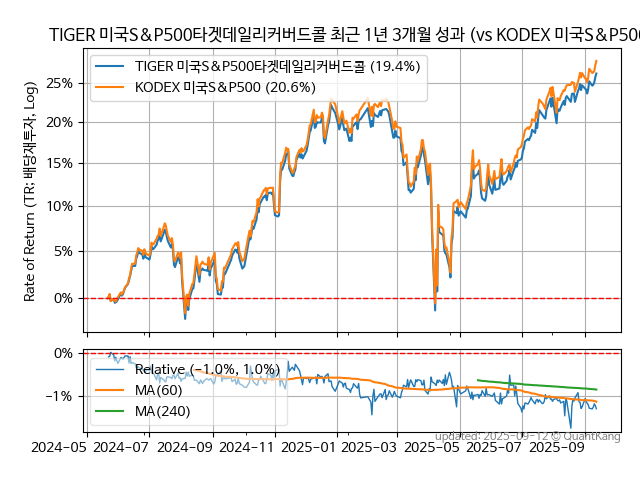 TIGER 미국S&P500타겟데일리커버드콜 최근 1년 3개월 성과 (vs KODEX 미국S&P500
TIGER 미국S&P500타겟데일리커버드콜 (19.4%)
KODEX 미국S&P500 (20.6%)
Rate of Return (TR: 배당재투자, Log)
25%
20%
15%
10%
5%
0%
0%
−1%
Relative (−1.0%, 1.0%)
MA(60)
MA(240)
updated: 2025-09-12 © QuantKang
2024-05 2024-07 2024-09 2024-11 2025-01 2025-03 2025-05 2025-07 2025-09